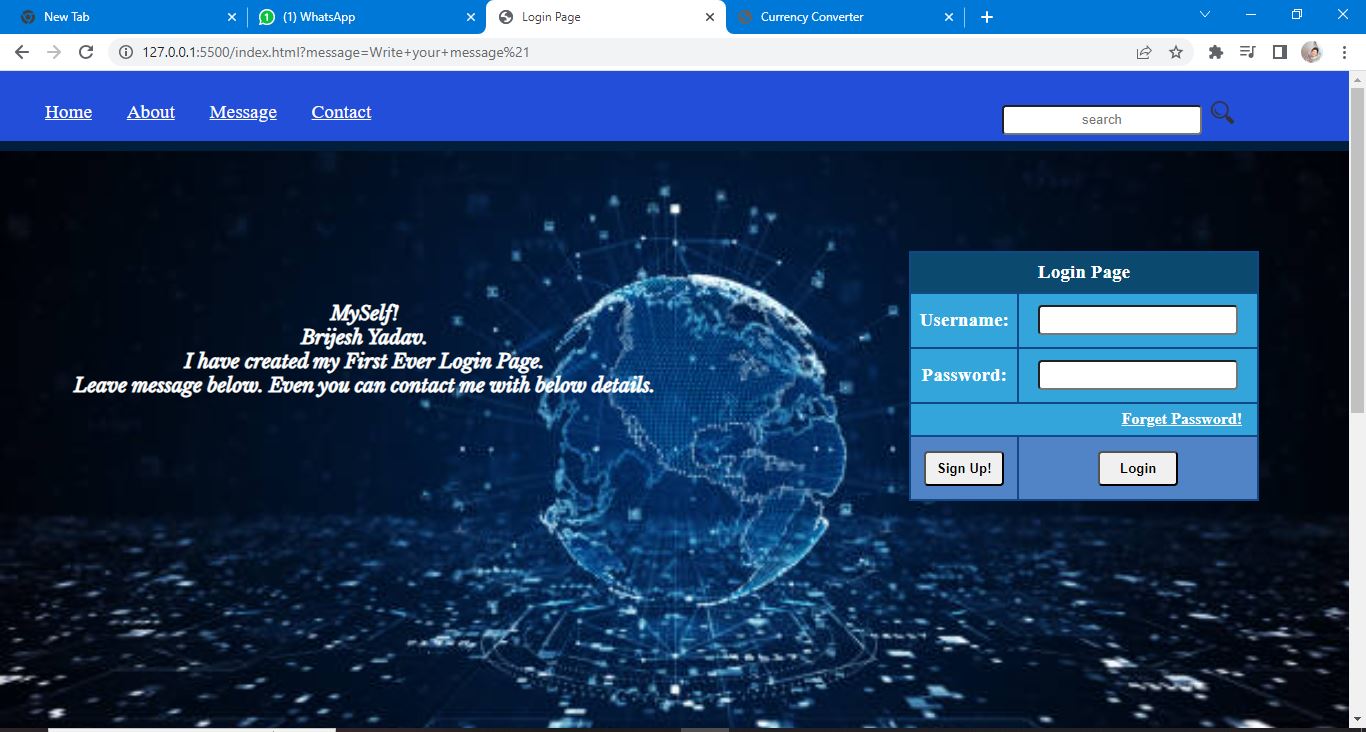 New Tab
1
(1) WhatsApp
Login Page
Currency Converter
127.0.0.1:5500/index.html?message=Write+your+message%21
Home
About
Message
Contact
search
MySelf!
Brijesh Yadav.
I have created my First Ever Login Page.
Leave message below. Even you can contact me with below details.
Login Page
Username:
Password:
Forget Password!
Sign Up!
Login